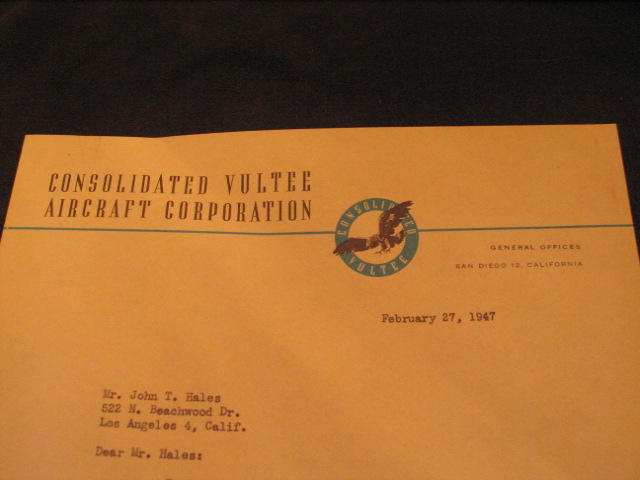 CONSOLIDATED VULTEE
AIRCRAFT CORPORATION
CONSOLIDATED
VULTEE
GENERAL OFFICES
SAN DIEGO 12, CALIFORNIA
February 27, 1947
Mr. John T. Hales
522 N. Beachwood Dr.
Los Angeles 4, Calif.
Dear Mr. Hales: